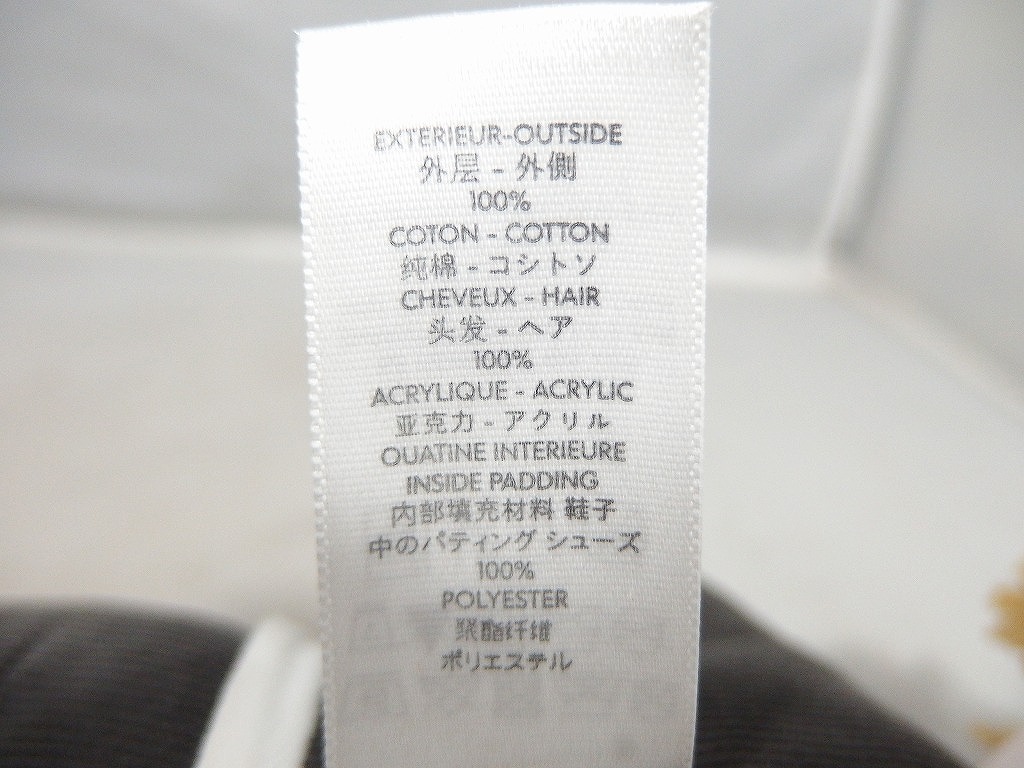 EXTERIEUR-OUTSIDE
外层 - 外側
100%
COTON - COTTON
纯棉 - コシトソ
CHEVEUX - HAIR
头发 - ヘア
100%
ACRYLIQUE - ACRYLIC
亚克力 - アクリル
OUATINE INTERIEURE
INSIDE PADDING
内部填充材料 鞋子
中のパティング シューズ
100%
POLYESTER
聚酯纤维
ポリエステル